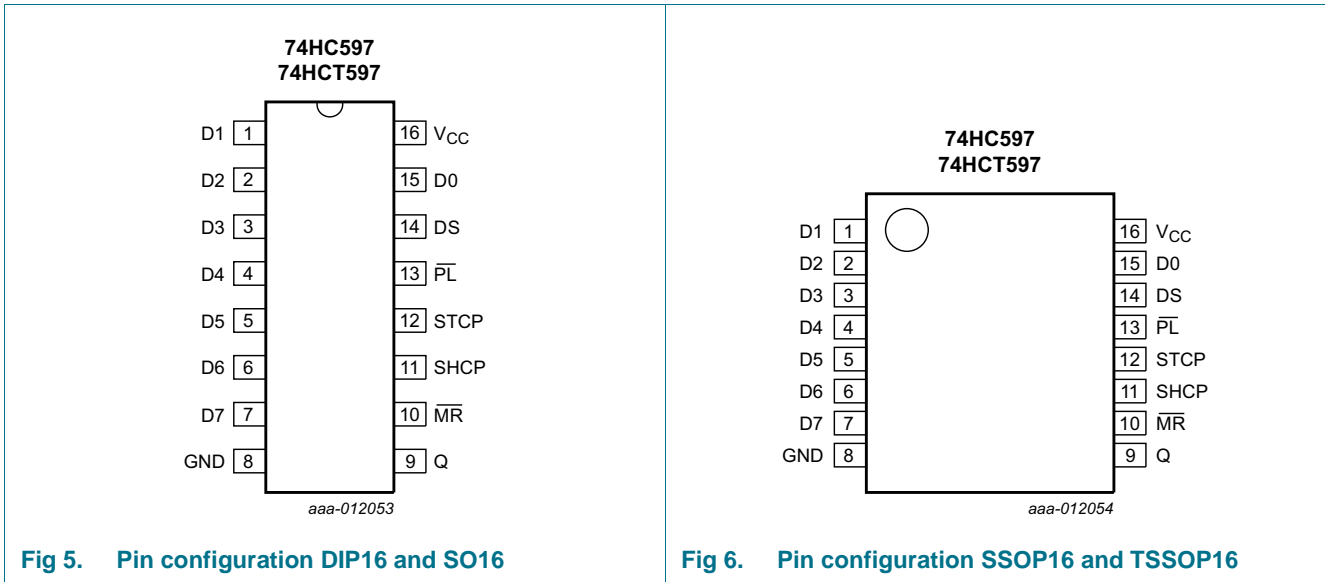 74HC597
74HCT597
D1 1 16 VCC
D2 2 15 D0
D3 3 14 DS
D4 4 13 P̅L̅
D5 5 12 STCP
D6 6 11 SHCP
D7 7 10 M̅R̅
GND 8 9 Q
aaa-012053
Fig 5. Pin configuration DIP16 and SO16
74HC597
74HCT597
D1 1 16 VCC
D2 2 15 D0
D3 3 14 DS
D4 4 13 P̅L̅
D5 5 12 STCP
D6 6 11 SHCP
D7 7 10 M̅R̅
GND 8 9 Q
aaa-012054
Fig 6. Pin configuration SSOP16 and TSSOP16